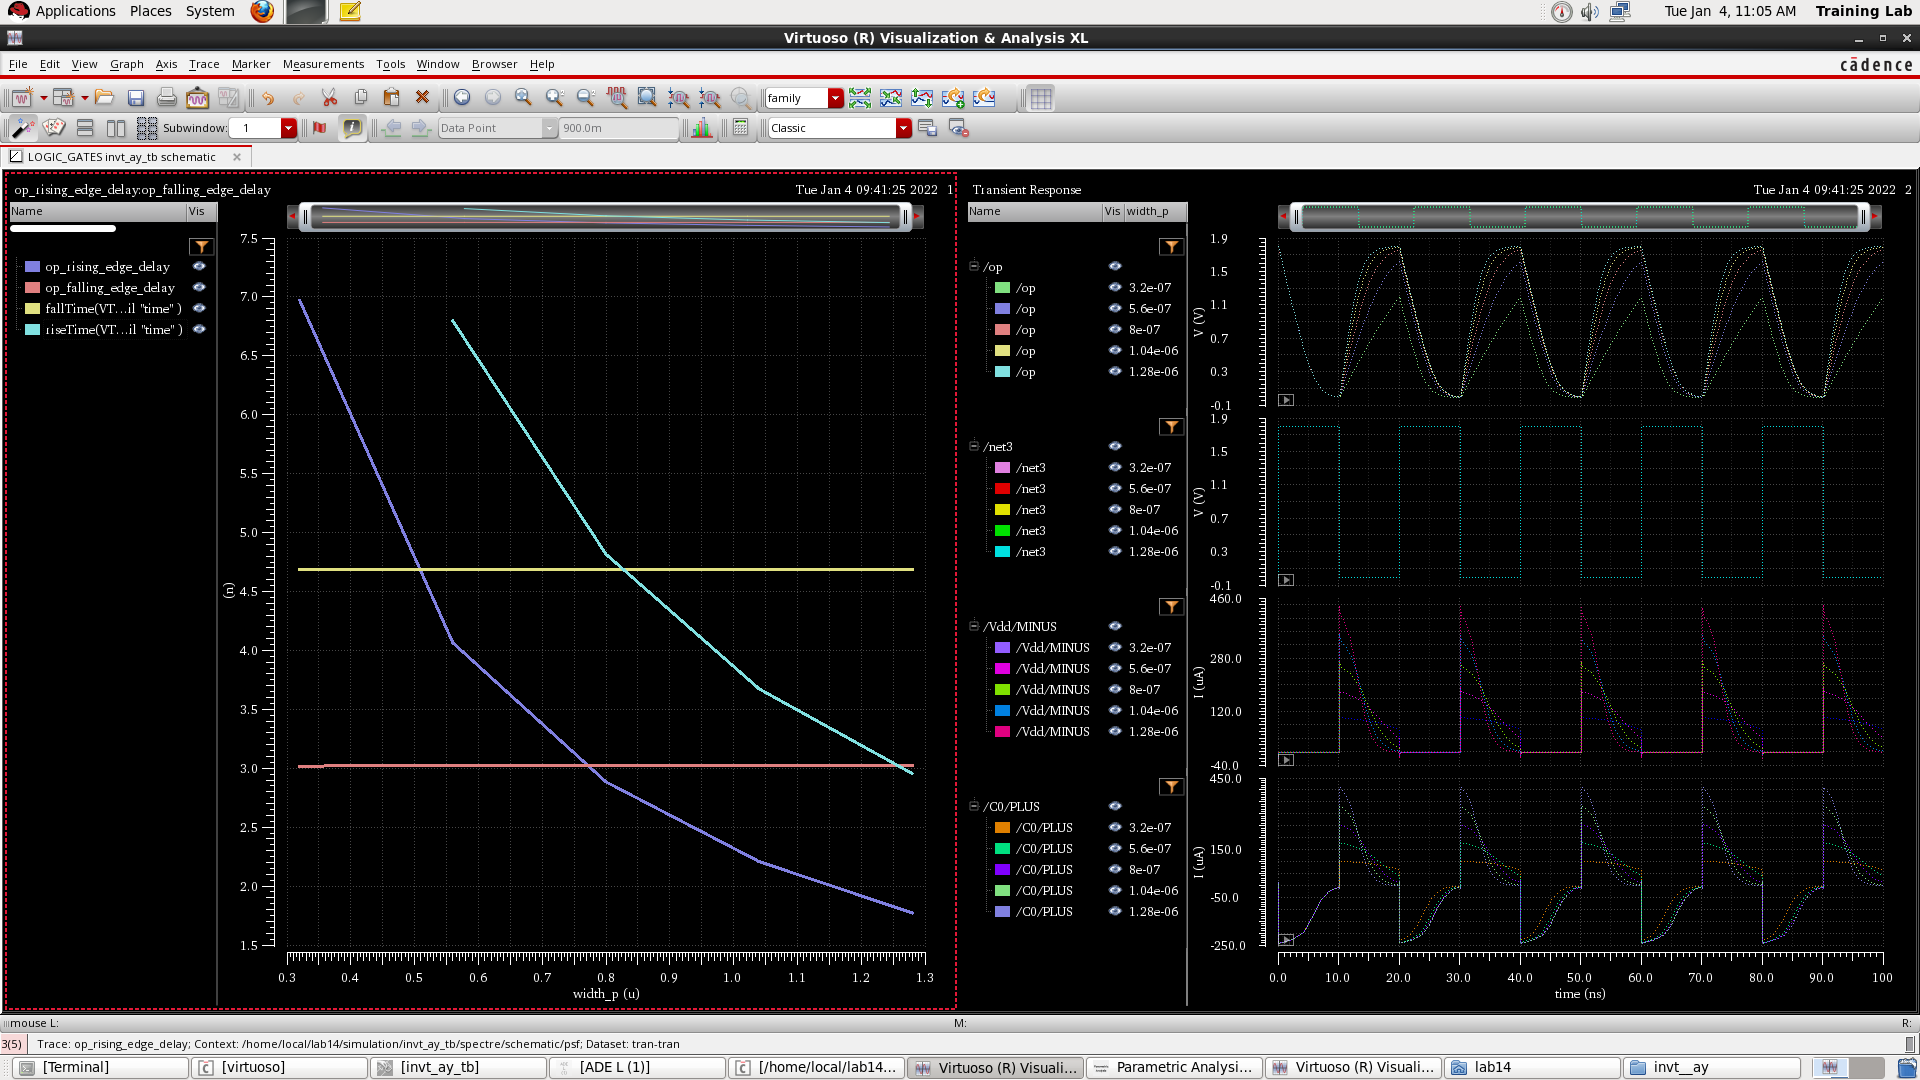 Applications Places System Tue Jan 4, 11:05 AM Training Lab
Virtuoso (R) Visualization & Analysis XL
File Edit View Graph Axis Trace Marker Measurements Tools Window Browser Help cādence
family
Subwindow: 1 Data Point 900.0m Classic
LOGIC_GATES invt_ay_tb schematic
op_rising_edge_delay:op_falling_edge_delay Tue Jan 4 09:41:25 2022 1
Name Vis
op_rising_edge_delay
op_falling_edge_delay
fallTime(VT...il "time" )
riseTime(VT...il "time" )
7.5
7.0
6.5
6.0
5.5
5.0
4.5
4.0
3.5
3.0
2.5
2.0
1.5
(n)
0.3 0.4 0.5 0.6 0.7 0.8 0.9 1.0 1.1 1.2 1.3
width_p (u)
Transient Response Tue Jan 4 09:41:25 2022 2
Name Vis width_p
/op
/op 3.2e-07
/op 5.6e-07
/op 8e-07
/op 1.04e-06
/op 1.28e-06
/net3
/net3 3.2e-07
/net3 5.6e-07
/net3 8e-07
/net3 1.04e-06
/net3 1.28e-06
/Vdd/MINUS
/Vdd/MINUS 3.2e-07
/Vdd/MINUS 5.6e-07
/Vdd/MINUS 8e-07
/Vdd/MINUS 1.04e-06
/Vdd/MINUS 1.28e-06
/C0/PLUS
/C0/PLUS 3.2e-07
/C0/PLUS 5.6e-07
/C0/PLUS 8e-07
/C0/PLUS 1.04e-06
/C0/PLUS 1.28e-06
1.9
1.5
1.1
0.7
0.3
-0.1
V (V)
1.9
1.5
1.1
0.7
0.3
-0.1
V (V)
460.0
280.0
120.0
-40.0
I (uA)
450.0
150.0
-50.0
-250.0
I (uA)
0.0 10.0 20.0 30.0 40.0 50.0 60.0 70.0 80.0 90.0 100
time (ns)
mouse L: M: R:
3(5) Trace: op_rising_edge_delay; Context: /home/local/lab14/simulation/invt_ay_tb/spectre/schematic/psf; Dataset: tran-tran
[Terminal] [virtuoso] [invt_ay_tb] [ADE L (1)] [/home/local/lab14... Virtuoso (R) Visuali... Parametric Analysi... Virtuoso (R) Visuali... lab14 invt__ay